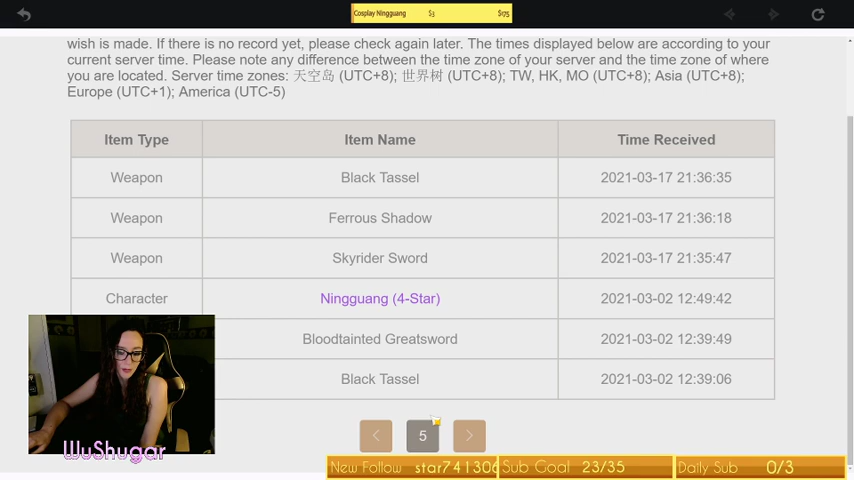 Cosplay Ningguang $3 $175
wish is made. If there is no record yet, please check again later. The times displayed below are according to your
current server time. Please note any difference between the time zone of your server and the time zone of where
you are located. Server time zones: 天空岛 (UTC+8); 世界树 (UTC+8); TW, HK, MO (UTC+8); Asia (UTC+8);
Europe (UTC+1); America (UTC-5)
Item Type Item Name Time Received
Weapon Black Tassel 2021-03-17 21:36:35
Weapon Ferrous Shadow 2021-03-17 21:36:18
Weapon Skyrider Sword 2021-03-17 21:35:47
Character Ningguang (4-Star) 2021-03-02 12:49:42
Bloodtainted Greatsword 2021-03-02 12:39:49
Black Tassel 2021-03-02 12:39:06
5
WuShugar
New Follow star741306 Sub Goal 23/35 Daily Sub 0/3